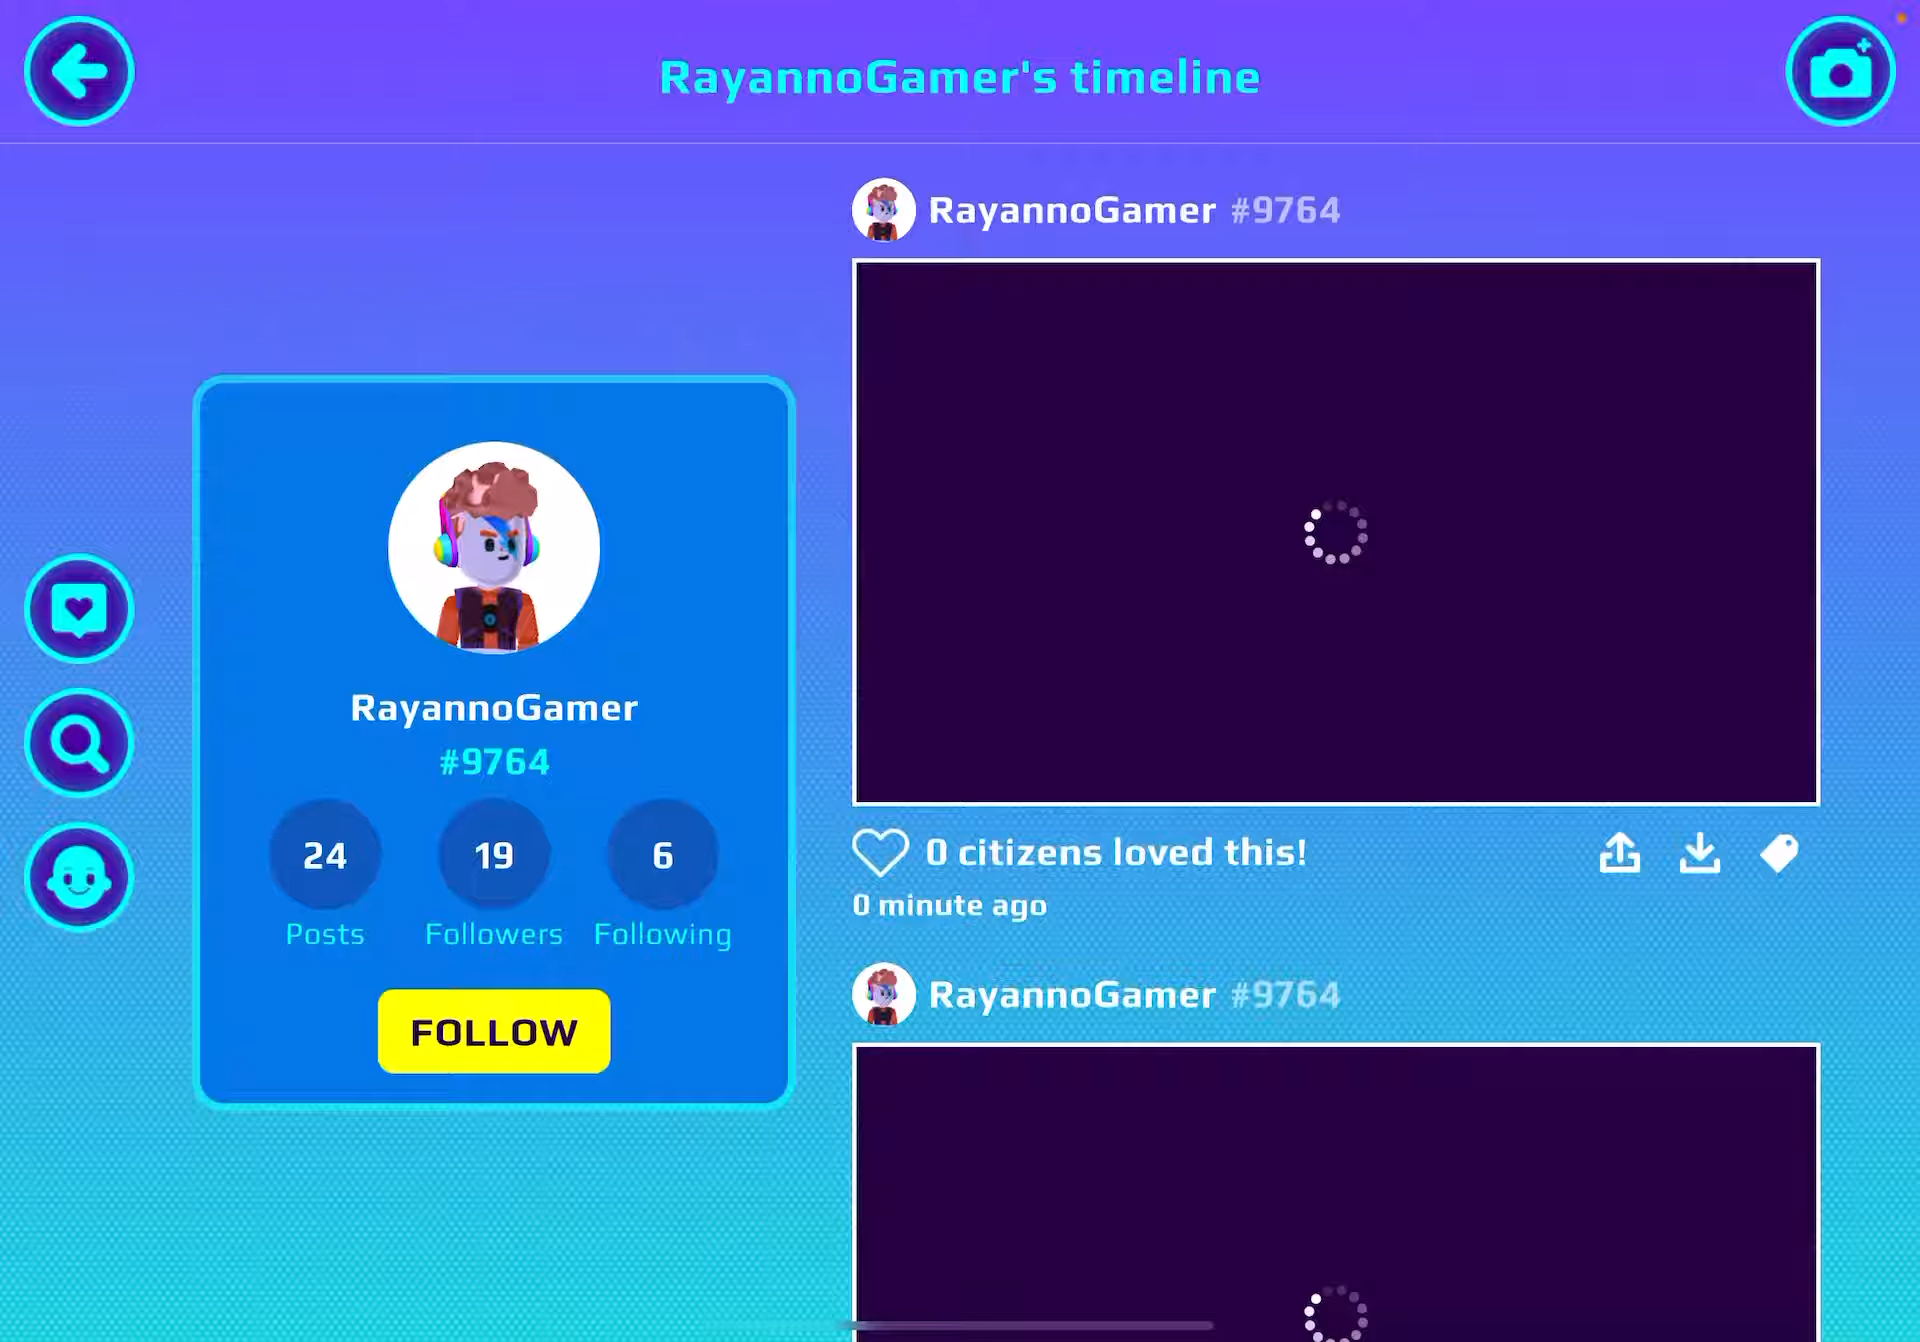 RayannoGamer's timeline
RayannoGamer
#9764
24
19
6
Posts
Followers
Following
FOLLOW
RayannoGamer #9764
0 citizens loved this!
0 minute ago
RayannoGamer #9764